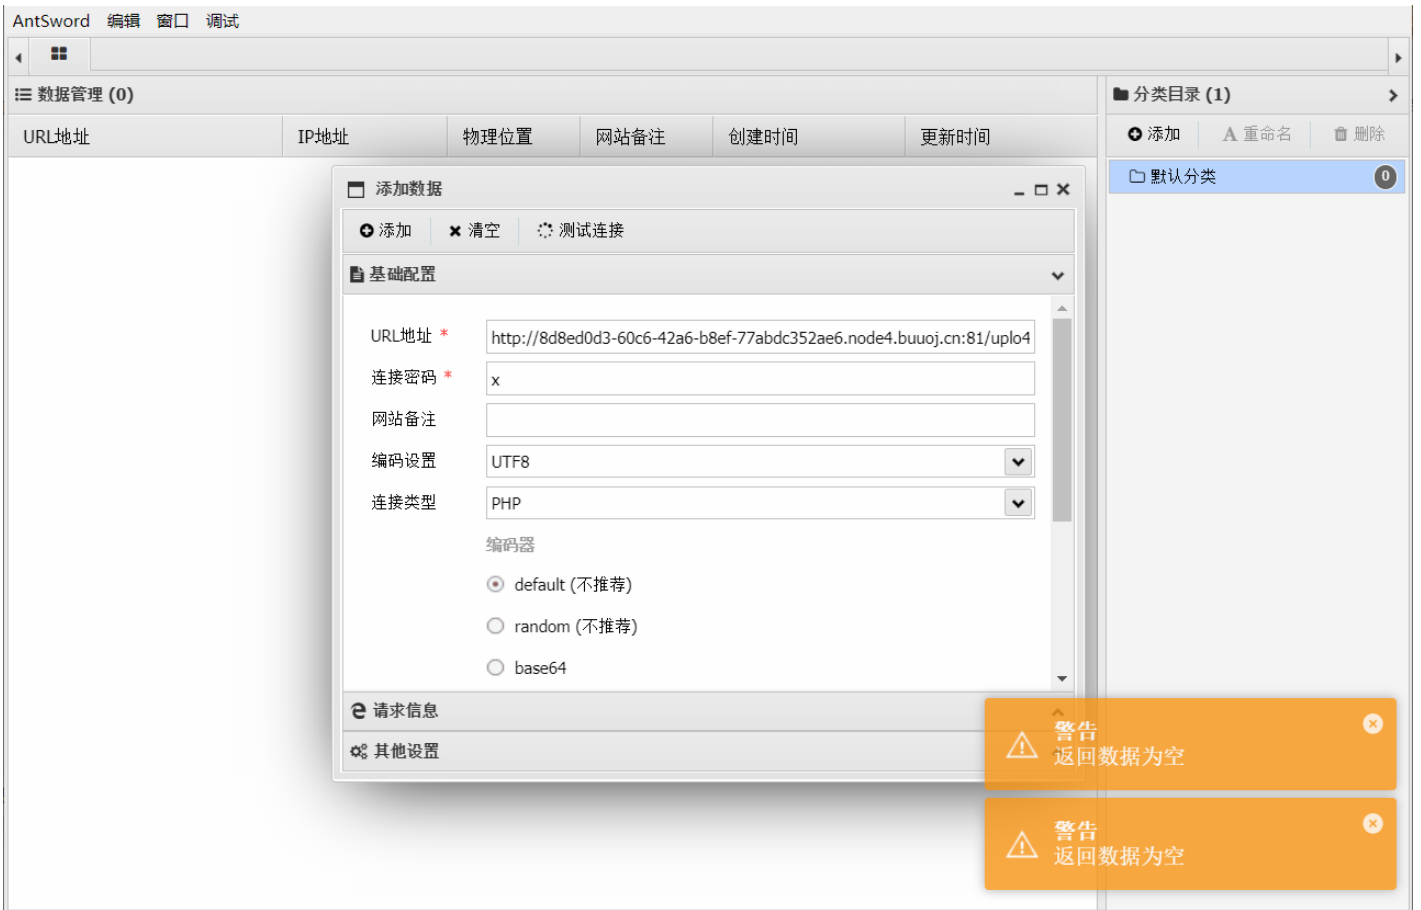 AntSword 编辑 窗口 调试
数据管理 (0)
分类目录 (1)
URL地址 IP地址 物理位置 网站备注 创建时间 更新时间
添加 重命名 删除
默认分类 0
添加数据
添加 清空 测试连接
基础配置
URL地址 * http://8d8ed0d3-60c6-42a6-b8ef-77abdc352ae6.node4.buuoj.cn:81/uplo4
连接密码 * x
网站备注
编码设置 UTF8
连接类型 PHP
编码器
default (不推荐)
random (不推荐)
base64
请求信息
其他设置
警告
返回数据为空
警告
返回数据为空